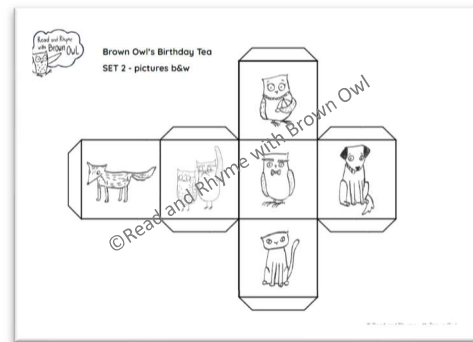 Read and Rhyme
with Brown
Owl
Brown Owl's Birthday Tea
SET 2 - pictures b&w
©Read and Rhyme with Brown Owl